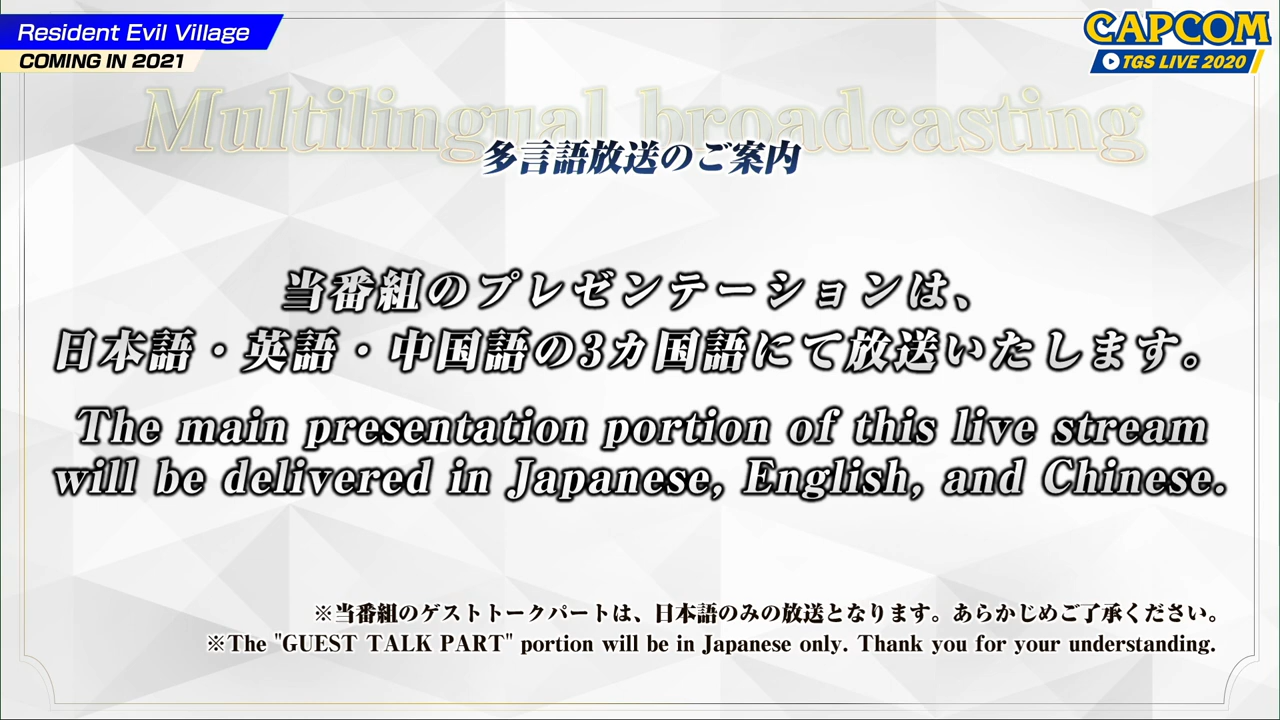 Resident Evil Village
COMING IN 2021
CAPCOM
TGS LIVE 2020
Multilingual broadcasting
多言語放送のご案内
当番組のプレゼンテーションは、
日本語・英語・中国語の3カ国語にて放送いたします。
The main presentation portion of this live stream
will be delivered in Japanese, English, and Chinese.
※当番組のゲストトークパートは、日本語のみの放送となります。あらかじめご了承ください。
※The "GUEST TALK PART" portion will be in Japanese only. Thank you for your understanding.